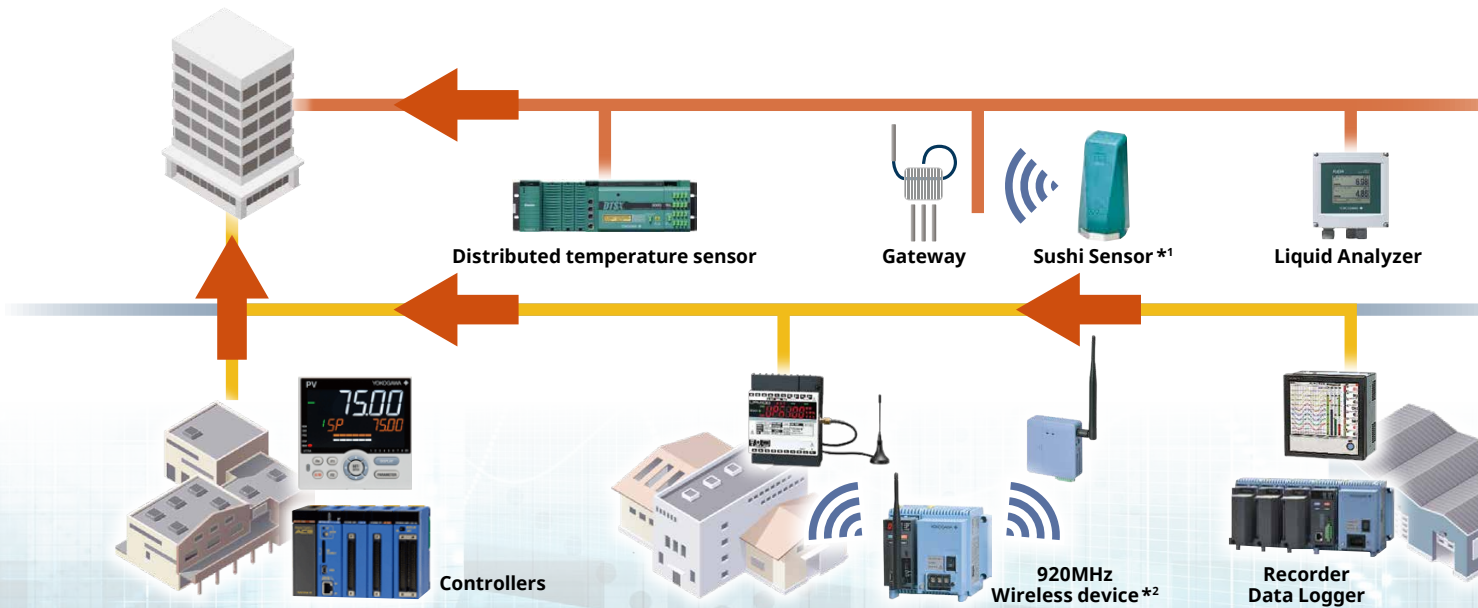 Distributed temperature sensor
Gateway
Sushi Sensor *1
Liquid Analyzer
PV
YOKOGAWA
75.00
SP 75.00
Controllers
920MHz
Wireless device *2
Recorder
Data Logger